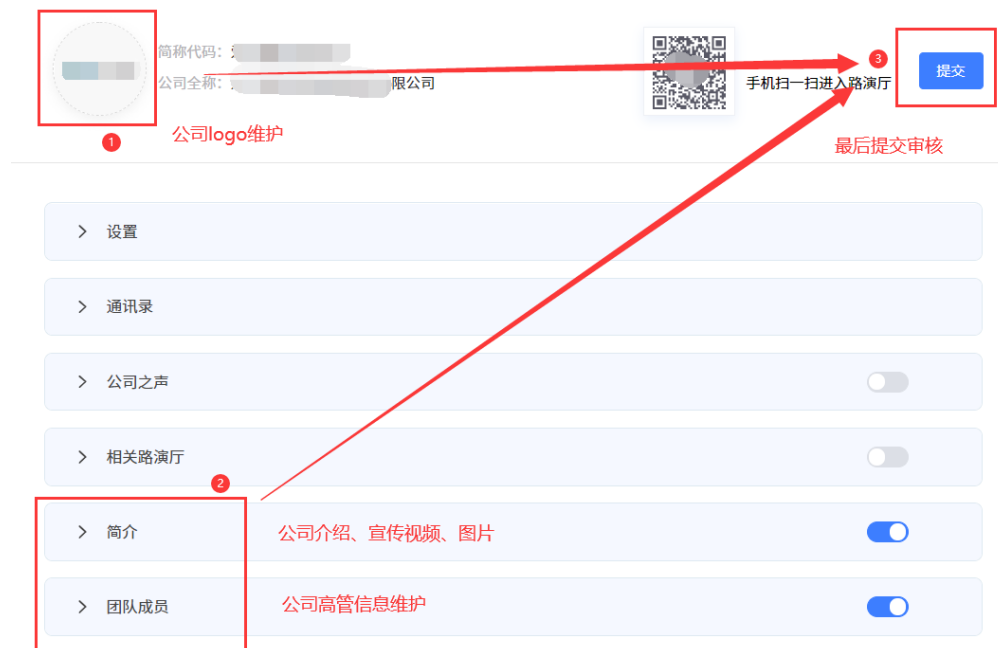 简称代码：
公司全称：
限公司
手机扫一扫进入路演厅
3
提交
1
公司logo维护
最后提交审核
设置
通讯录
公司之声
相关路演厅
2
简介
公司介绍、宣传视频、图片
团队成员
公司高管信息维护